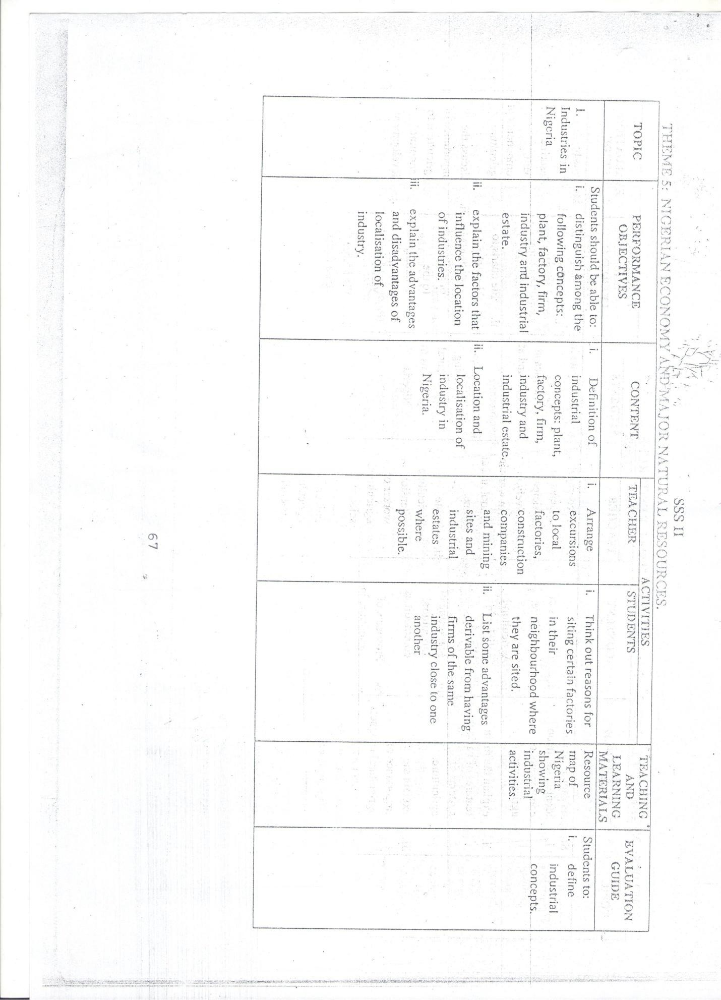 SSS II
THEME 5: NIGERIAN ECONOMY AND MAJOR NATURAL RESOURCES.
TOPIC
PERFORMANCE
OBJECTIVES
CONTENT
ACTIVITIES
TEACHER
STUDENTS
TEACHING
AND
LEARNING
MATERIALS
EVALUATION
GUIDE
1.
Industries in
Nigeria
Students should be able to:
i. distinguish among the
following concepts:
plant, factory, firm,
industry and industrial
estate.
ii. explain the factors that
influence the location
of industries.
iii. explain the advantages
and disadvantages of
localisation of
industry.
i. Definition of
industrial
concepts: plant,
factory, firm,
industry and
industrial estate.
ii. Location and
localisation of
industry in
Nigeria.
i. Arrange
excursions
to local
factories,
construction
companies
and mining
sites and
industrial
estates
where
possible.
i. Think out reasons for
siting certain factories
in their
neighbourhood where
they are sited.
ii. List some advantages
derivable from having
firms of the same
industry close to one
another
Resource
map of
Nigeria
showing
industrial
activities.
Students to:
i. define
industrial
concepts.
67